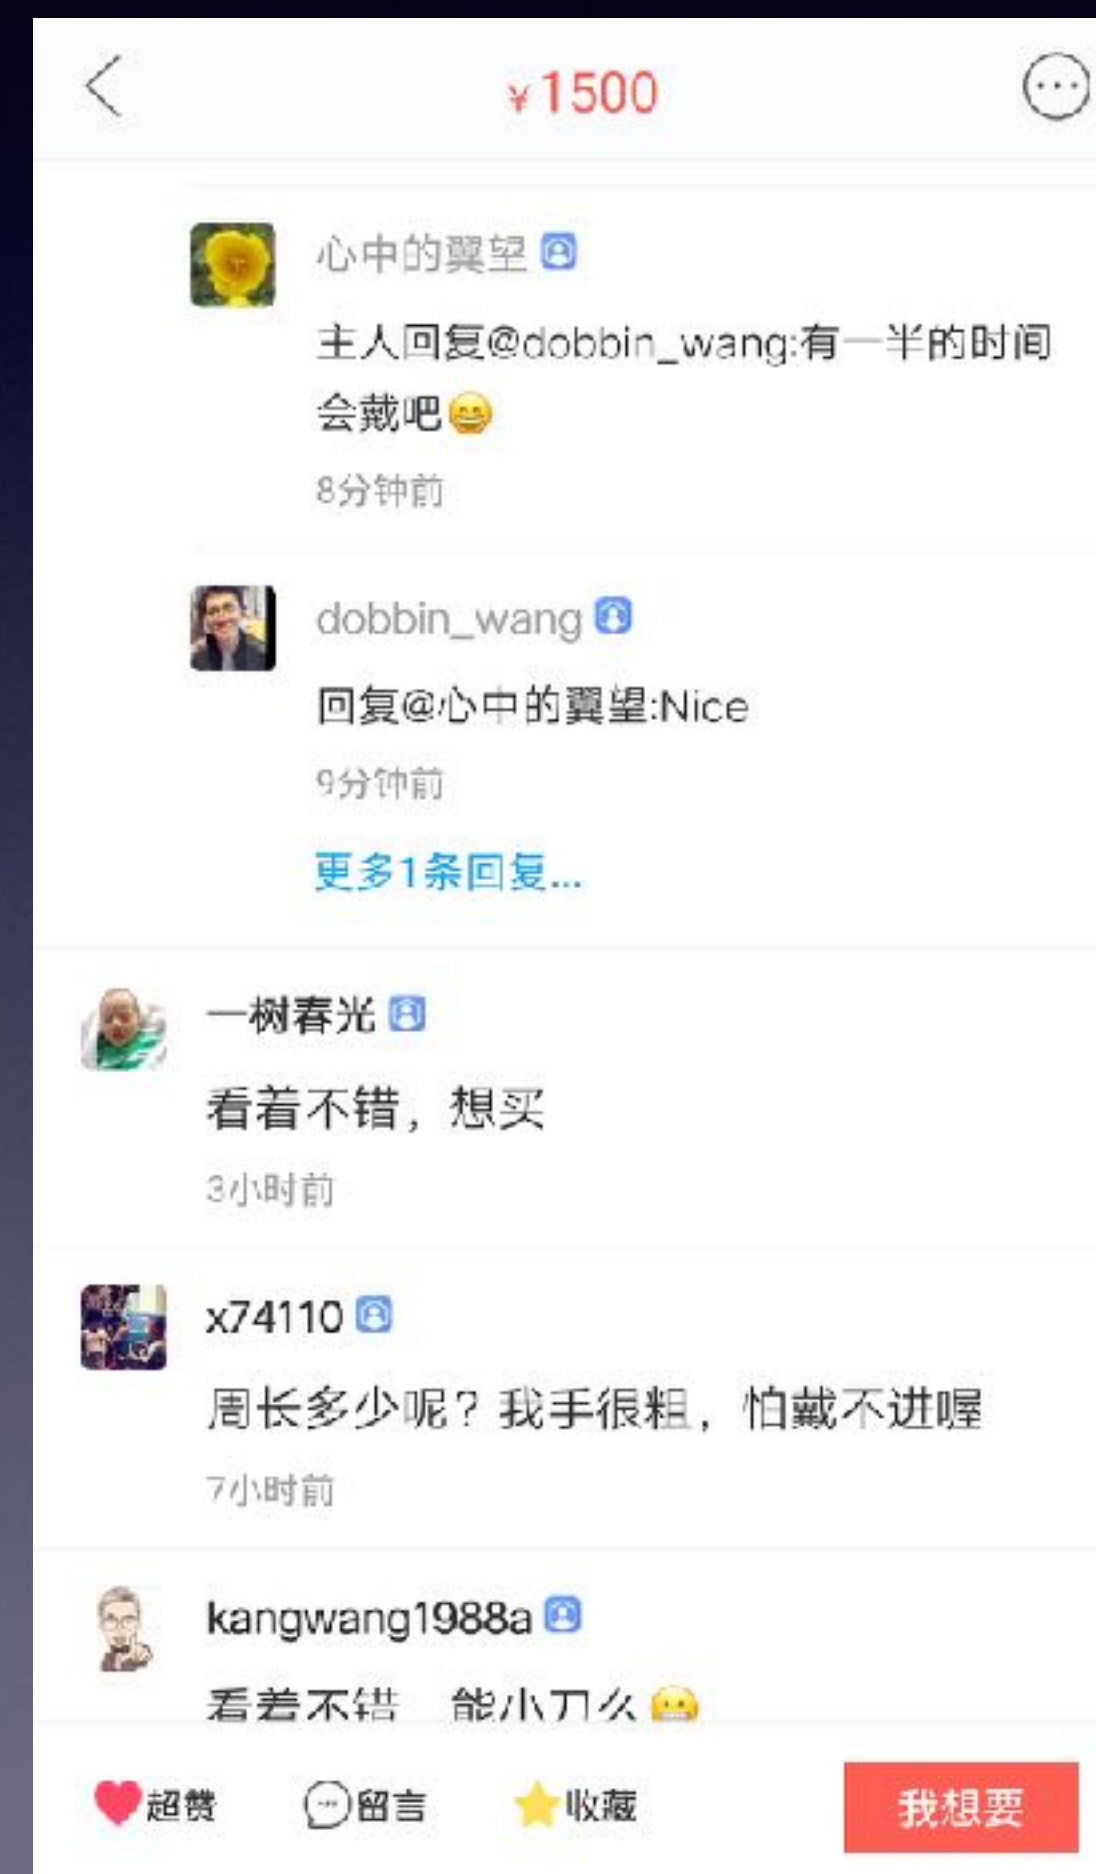 ¥1500
心中的翼望
主人回复@dobbin_wang:有一半的时间
会戴吧
8分钟前
dobbin_wang
回复@心中的翼望:Nice
9分钟前
更多1条回复...
一树春光
看着不错，想买
3小时前
x74110
周长多少呢？我手很粗，怕戴不进喔
7小时前
kangwang1988a
看着不错 能小刀么
超赞 留言 收藏 我想要